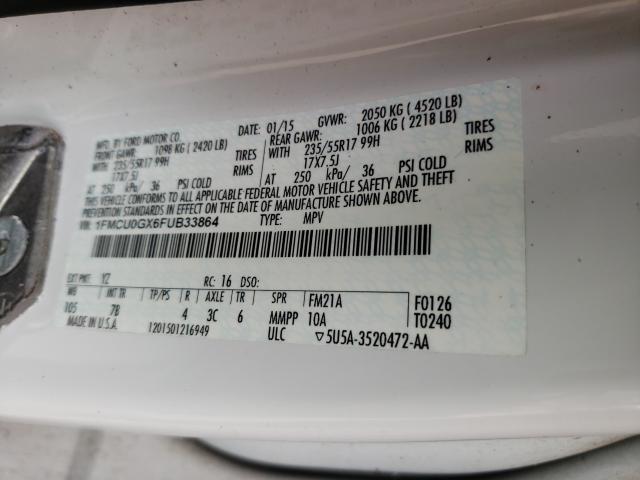 MFD. BY FORD MOTOR CO.
DATE: 01/15 GVWR: 2050 KG ( 4520 LB)
FRONT GAWR: 1098 KG ( 2420 LB) REAR GAWR: 1006 KG ( 2218 LB)
WITH 235/55R17 99H TIRES WITH 235/55R17 99H TIRES
17X7.5J RIMS 17X7.5J RIMS
AT 250 kPa/ 36 PSI COLD AT 250 kPa/ 36 PSI COLD
THIS VEHICLE CONFORMS TO ALL APPLICABLE FEDERAL MOTOR VEHICLE SAFETY AND THEFT
PREVENTION STANDARDS IN EFFECT ON THE DATE OF MANUFACTURE SHOWN ABOVE.
VIN: 1FMCU0GX6FUB33864 TYPE: MPV
EXT PNT: YZ RC: 16 DSO:
WB INT TR TP/PS R AXLE TR SPR FM21A F0126
105 7B 4 3C 6 MMPP 10A T0240
MADE IN U.S.A. 1201501216949 ULC ▽5U5A-3520472-AA